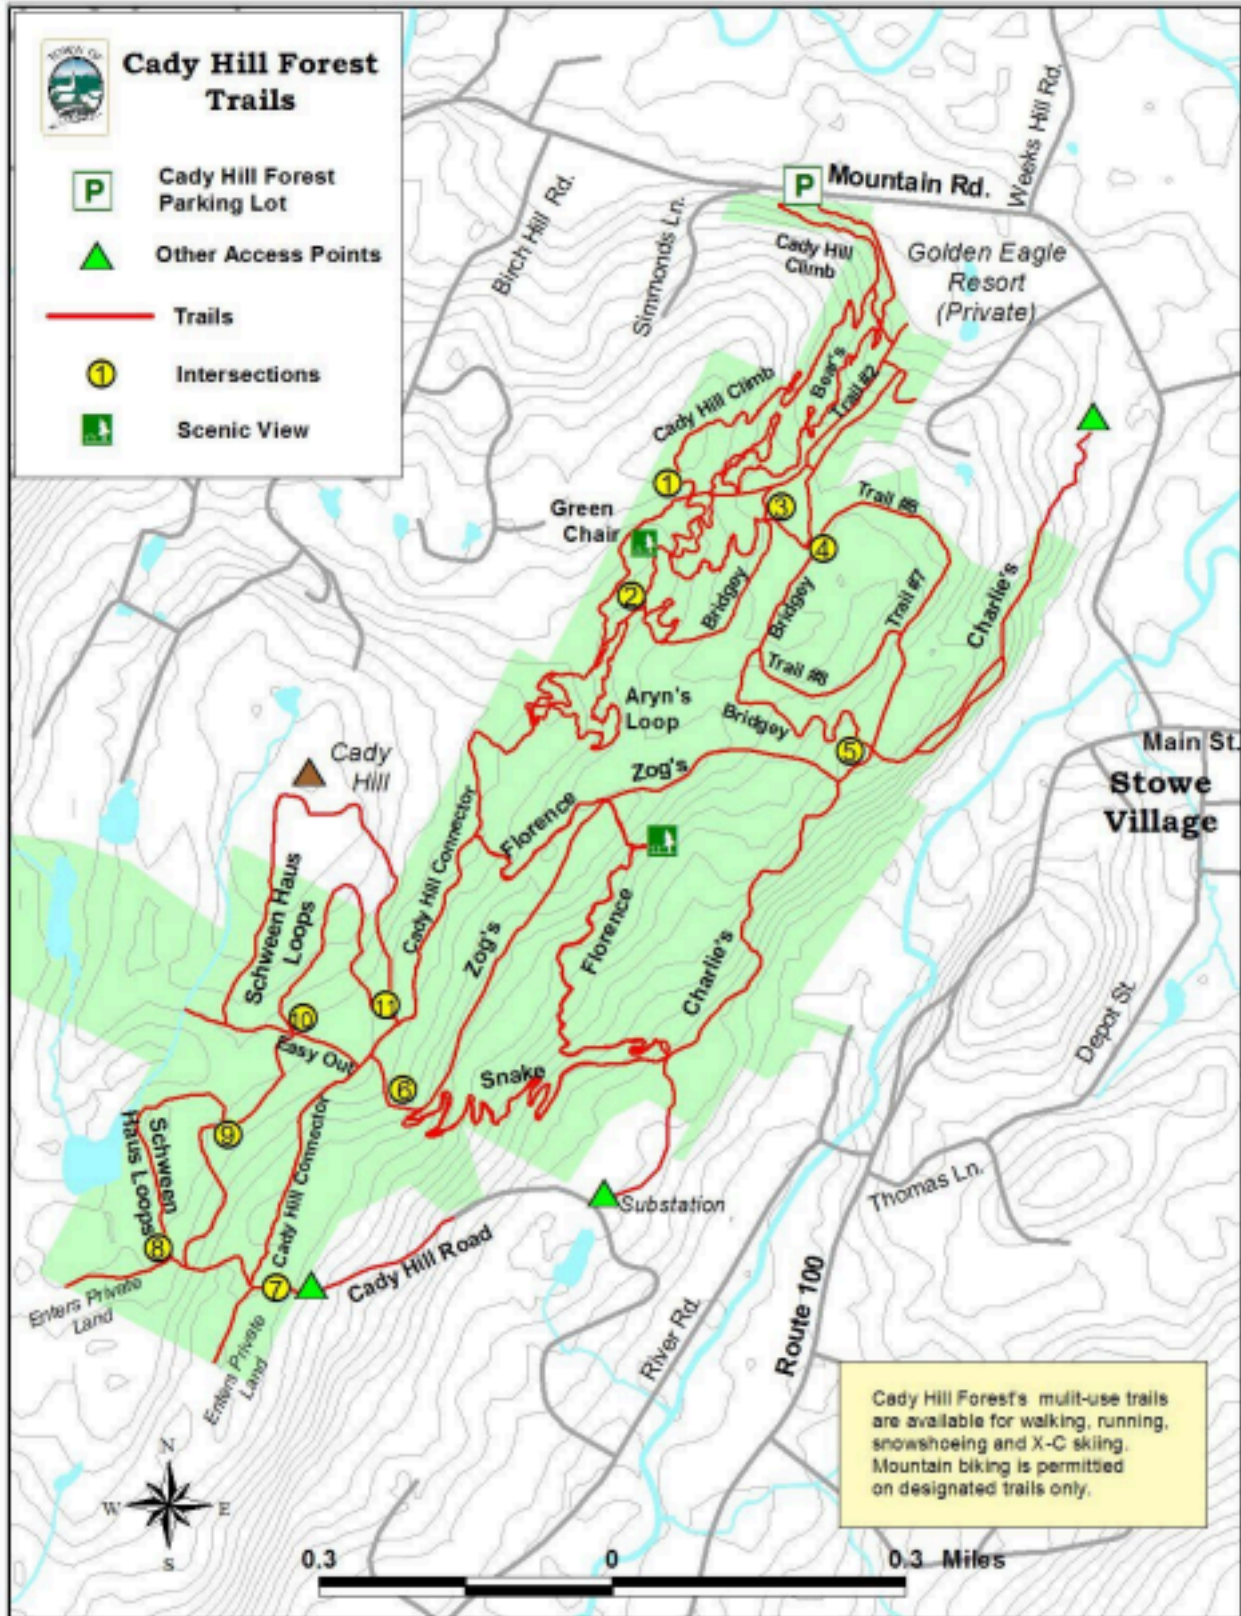 TOWN OF
Cady Hill Forest
Trails
P
Cady Hill Forest
Parking Lot
Other Access Points
Trails
1
Intersections
Scenic View
P
Mountain Rd.
Weeks Hill Rd.
Birch Hill Rd.
Simmonds Ln.
Cady Hill
Climb
Golden Eagle
Resort
(Private)
Cady Hill Climb
Bear's
Trail #2
1
3
Green
Chair
Trail #6
4
2
Bridgey
Bridgey
Trail #7
Charlie's
Trail #8
Aryn's
Loop
Bridgey
5
Main St.
Stowe
Village
Cady
Hill
Zog's
Florence
Cady Hill Connector
Schween Haus
Loops
Zog's
Florence
Charlie's
10
11
Easy Out
6
Snake
Depot St.
9
Schween
Haus Loops
Cady Hill Connector
8
7
Substation
Thomas Ln.
Cady Hill Road
Enters Private
Land
Enters Private
Land
River Rd.
Route 100
Cady Hill Forest's mulit-use trails
are available for walking, running,
snowshoeing and X-C skiing.
Mountain biking is permittied
on designated trails only.
N
W
E
S
0.3
0
0.3 Miles